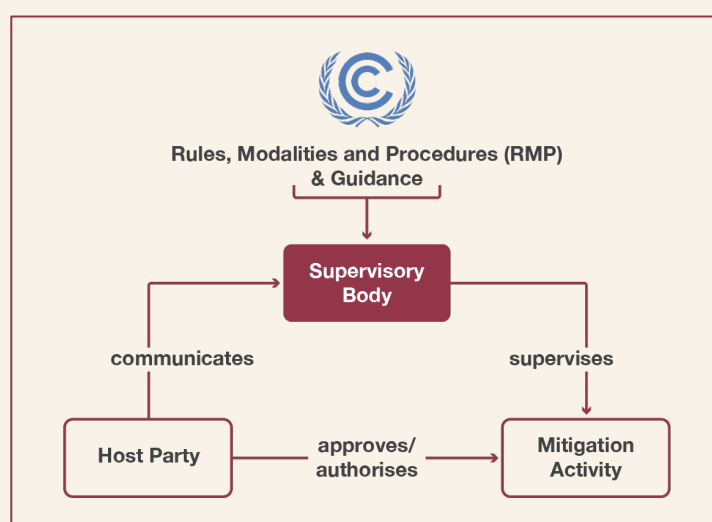 Rules, Modalities and Procedures (RMP)
& Guidance
Supervisory
Body
communicates
supervises
Host Party
approves/
authorises
Mitigation
Activity